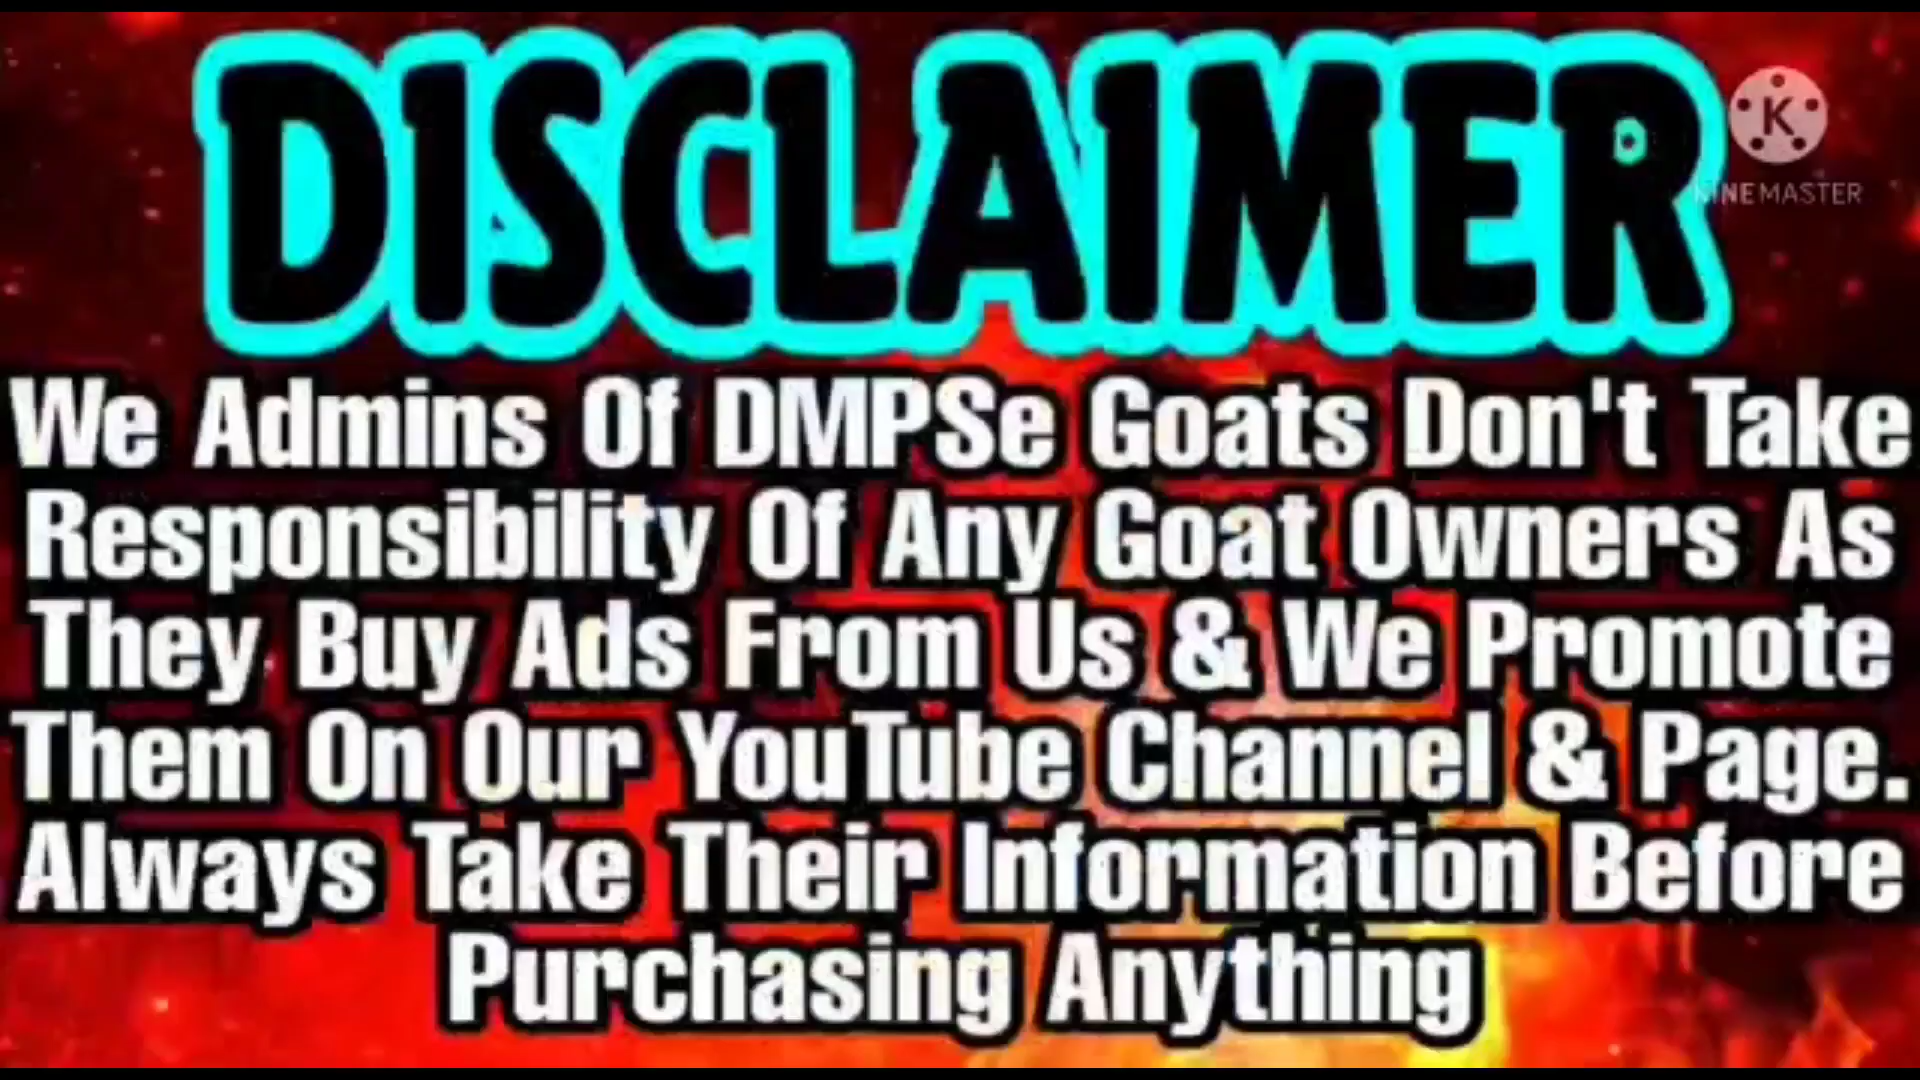 DISCLAIMER
K
KINEMASTER
We Admins Of DMPSe Goats Don't Take
Responsibility Of Any Goat Owners As
They Buy Ads From Us & We Promote
Them On Our YouTube Channel & Page.
Always Take Their Information Before
Purchasing Anything